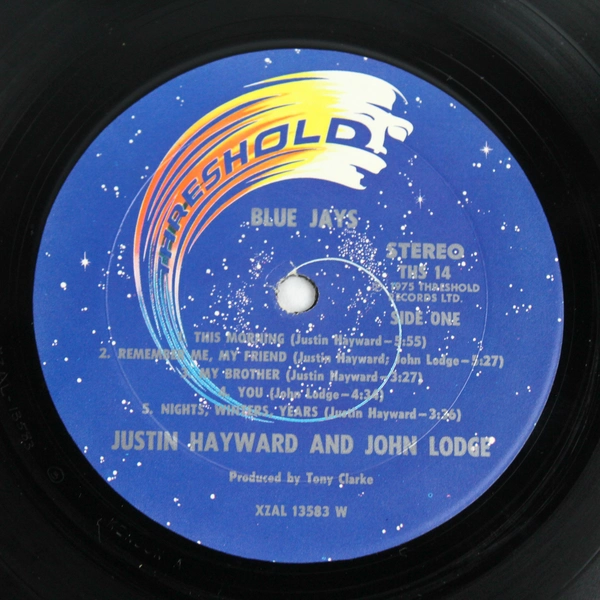 THRESHOLD
BLUE JAYS
STEREO
THS 14
℗ 1975 THRESHOLD
RECORDS LTD.
SIDE ONE
THIS MORNING (Justin Hayward–5:55)
2. REMEMBER ME, MY FRIEND (Justin Hayward; John Lodge–5:27)
MY BROTHER (Justin Hayward–3:27)
4. YOU (John Lodge–4:34)
5. NIGHTS, WINTERS, YEARS (Justin Hayward–3:36)
JUSTIN HAYWARD AND JOHN LODGE
Produced by Tony Clarke
XZAL 13583 W